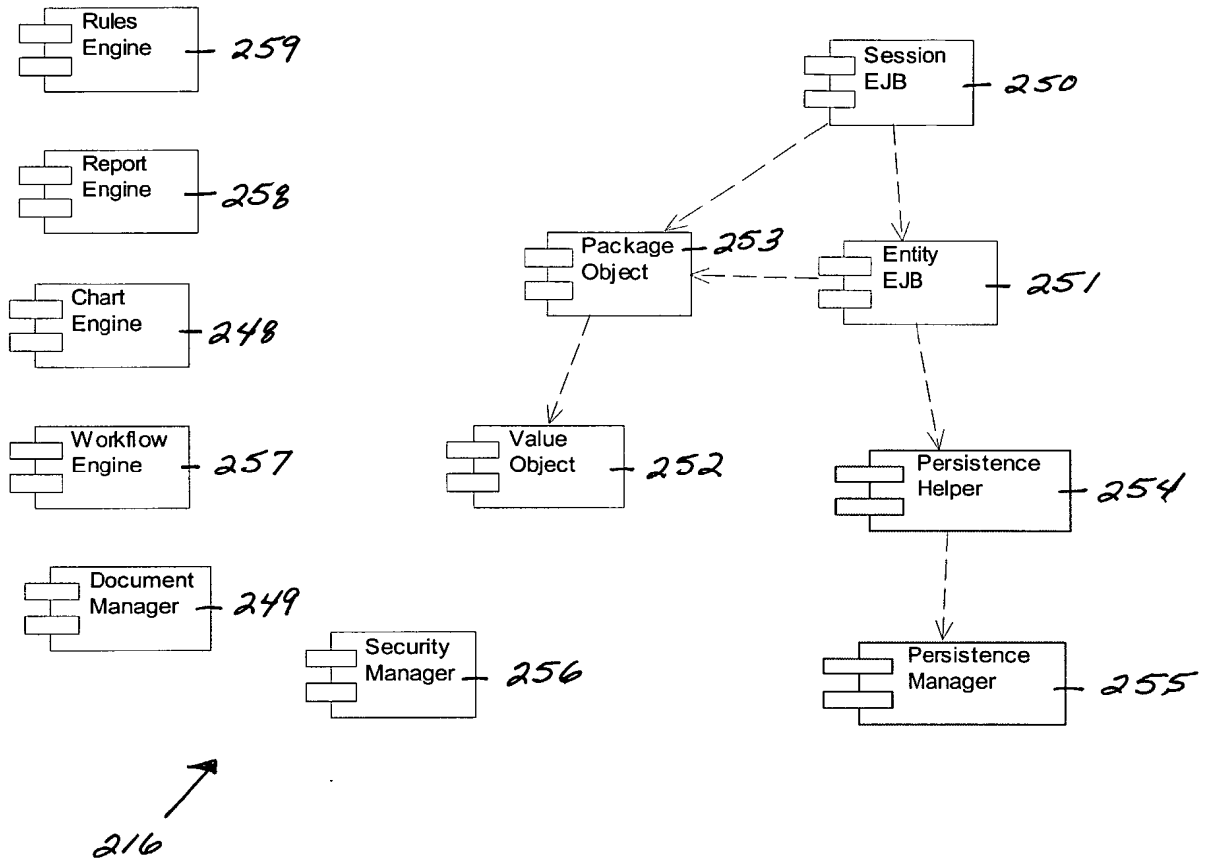 Rules
Engine
259
Session
EJB
250
Report
Engine
258
Package
Object
253
Entity
EJB
251
Chart
Engine
248
Workflow
Engine
257
Value
Object
252
Persistence
Helper
254
Document
Manager
249
Security
Manager
256
Persistence
Manager
255
216